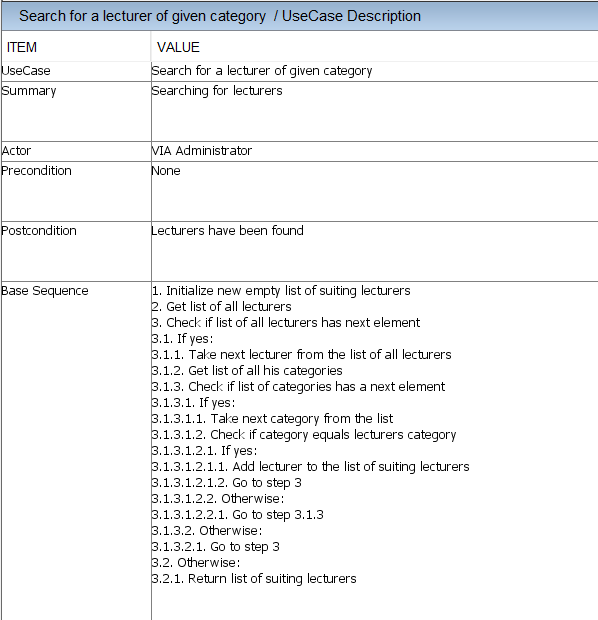 Search for a lecturer of given category / UseCase Description
ITEM VALUE
UseCase Search for a lecturer of given category
Summary Searching for lecturers
Actor VIA Administrator
Precondition None
Postcondition Lecturers have been found
Base Sequence 1. Initialize new empty list of suiting lecturers
2. Get list of all lecturers
3. Check if list of all lecturers has next element
3.1. If yes:
3.1.1. Take next lecturer from the list of all lecturers
3.1.2. Get list of all his categories
3.1.3. Check if list of categories has a next element
3.1.3.1. If yes:
3.1.3.1.1. Take next category from the list
3.1.3.1.2. Check if category equals lecturers category
3.1.3.1.2.1. If yes:
3.1.3.1.2.1.1. Add lecturer to the list of suiting lecturers
3.1.3.1.2.1.2. Go to step 3
3.1.3.1.2.2. Otherwise:
3.1.3.1.2.2.1. Go to step 3.1.3
3.1.3.2. Otherwise:
3.1.3.2.1. Go to step 3
3.2. Otherwise:
3.2.1. Return list of suiting lecturers